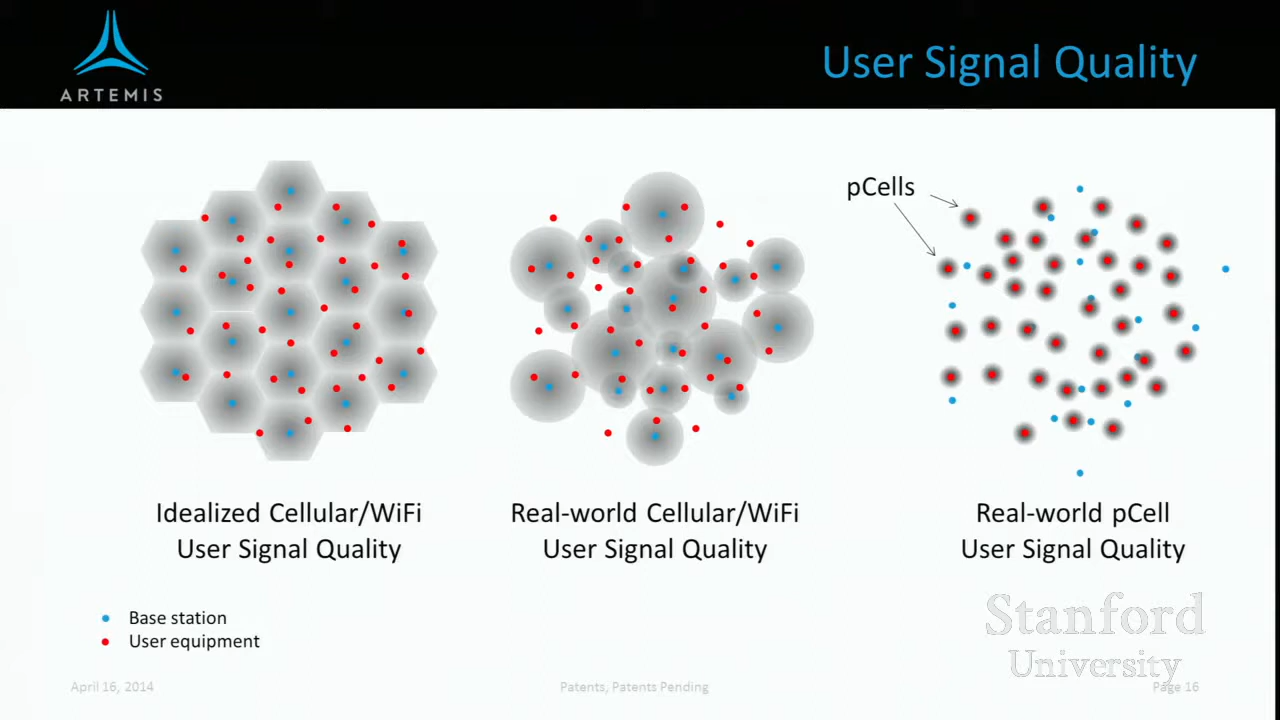 ARTEMIS
User Signal Quality
pCells
Idealized Cellular/WiFi
User Signal Quality
Real-world Cellular/WiFi
User Signal Quality
Real-world pCell
User Signal Quality
Base station
User equipment
Stanford
University
April 16, 2014
Patents, Patents Pending
Page 16